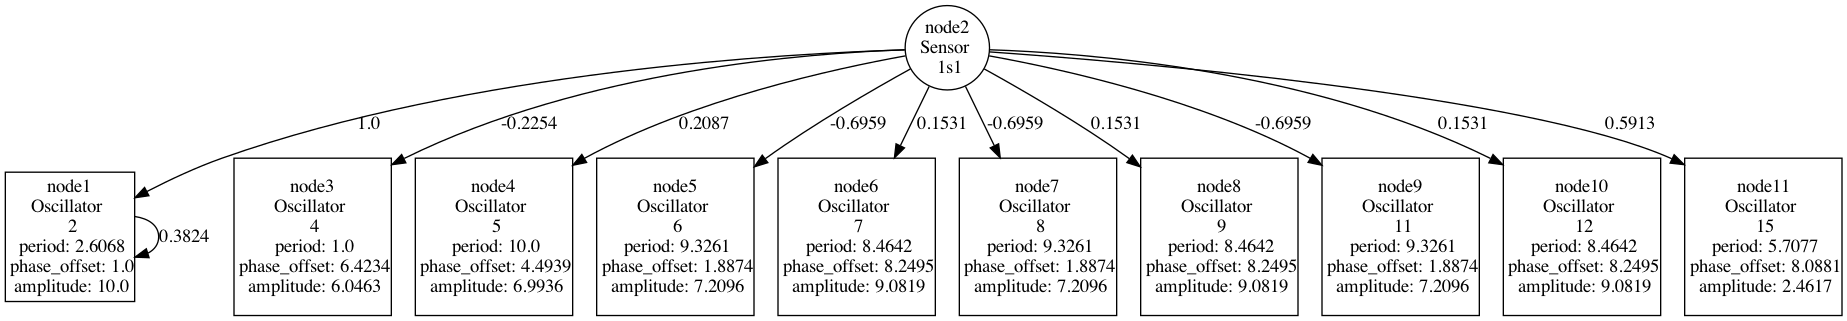 node2
Sensor
1s1
1.0
-0.2254
0.2087
-0.6959
0.1531
-0.6959
0.1531
-0.6959
0.1531
0.5913
node1
Oscillator
2
period: 2.6068
phase_offset: 1.0
amplitude: 10.0
0.3824
node3
Oscillator
4
period: 1.0
phase_offset: 6.4234
amplitude: 6.0463
node4
Oscillator
5
period: 10.0
phase_offset: 4.4939
amplitude: 6.9936
node5
Oscillator
6
period: 9.3261
phase_offset: 1.8874
amplitude: 7.2096
node6
Oscillator
7
period: 8.4642
phase_offset: 8.2495
amplitude: 9.0819
node7
Oscillator
8
period: 9.3261
phase_offset: 1.8874
amplitude: 7.2096
node8
Oscillator
9
period: 8.4642
phase_offset: 8.2495
amplitude: 9.0819
node9
Oscillator
11
period: 9.3261
phase_offset: 1.8874
amplitude: 7.2096
node10
Oscillator
12
period: 8.4642
phase_offset: 8.2495
amplitude: 9.0819
node11
Oscillator
15
period: 5.7077
phase_offset: 8.0881
amplitude: 2.4617